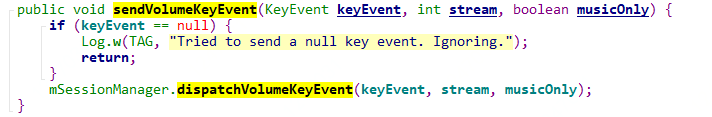 public void sendVolumeKeyEvent(KeyEvent keyEvent, int stream, boolean musicOnly) {
    if (keyEvent == null) {
        Log.w(TAG, "Tried to send a null key event. Ignoring.");
        return;
    }
    mSessionManager.dispatchVolumeKeyEvent(keyEvent, stream, musicOnly);
}